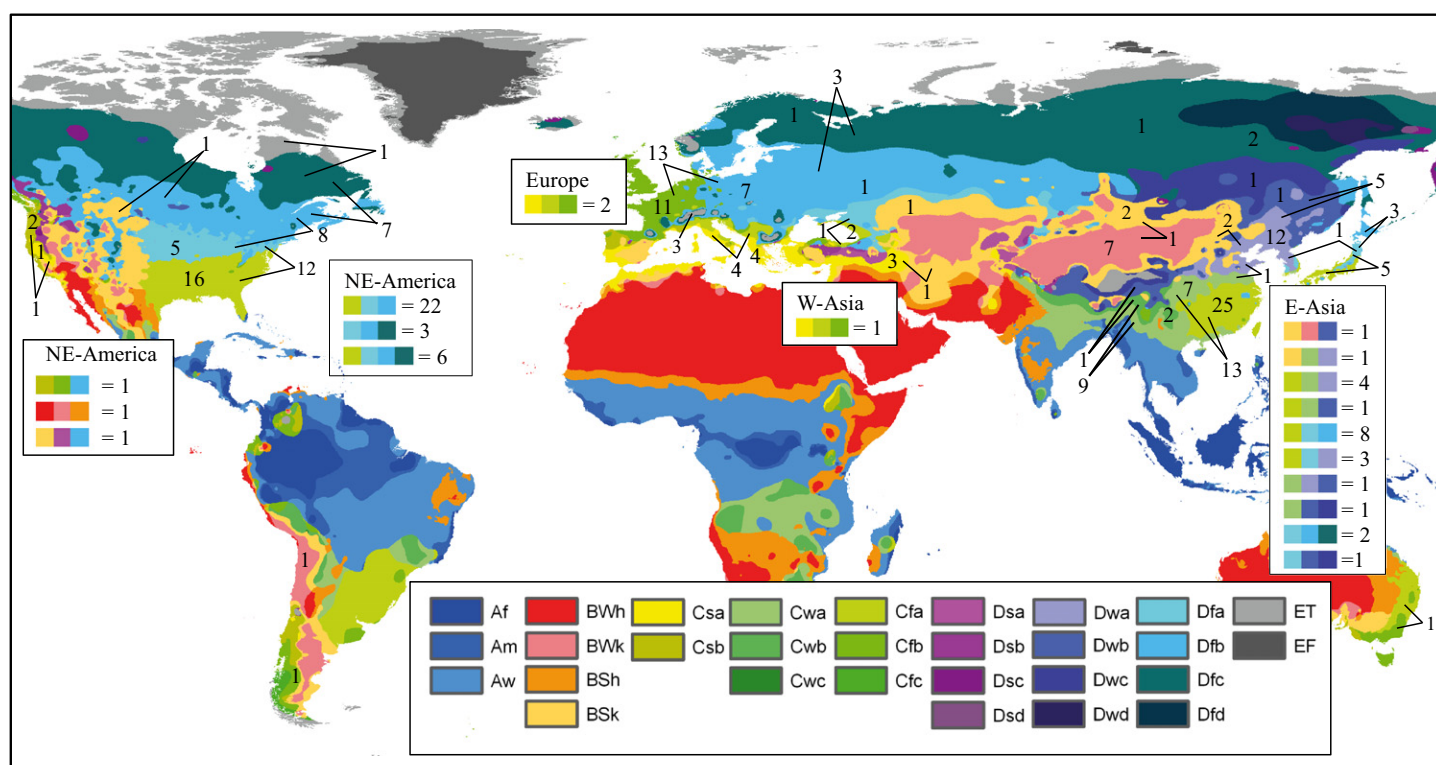 3
1
1
2
1
1
13
Europe
= 2
7
11
3
1
1
1
5
3
2
1
5
8
7
12
16
1
1
4
4
1
2
3
1
2
7
1
2
12
1
1
5
7
25
2
1
9
13
NE-America
= 22
= 3
= 6
W-Asia
= 1
NE-America
= 1
= 1
= 1
E-Asia
= 1
= 1
= 4
= 1
= 8
= 3
= 1
= 1
= 2
=1
1
1
1
Af
BWh
Csa
Cwa
Cfa
Dsa
Dwa
Dfa
ET
Am
BWk
Csb
Cwb
Cfb
Dsb
Dwb
Dfb
EF
Aw
BSh
Cwc
Cfc
Dsc
Dwc
Dfc
BSk
Dsd
Dwd
Dfd